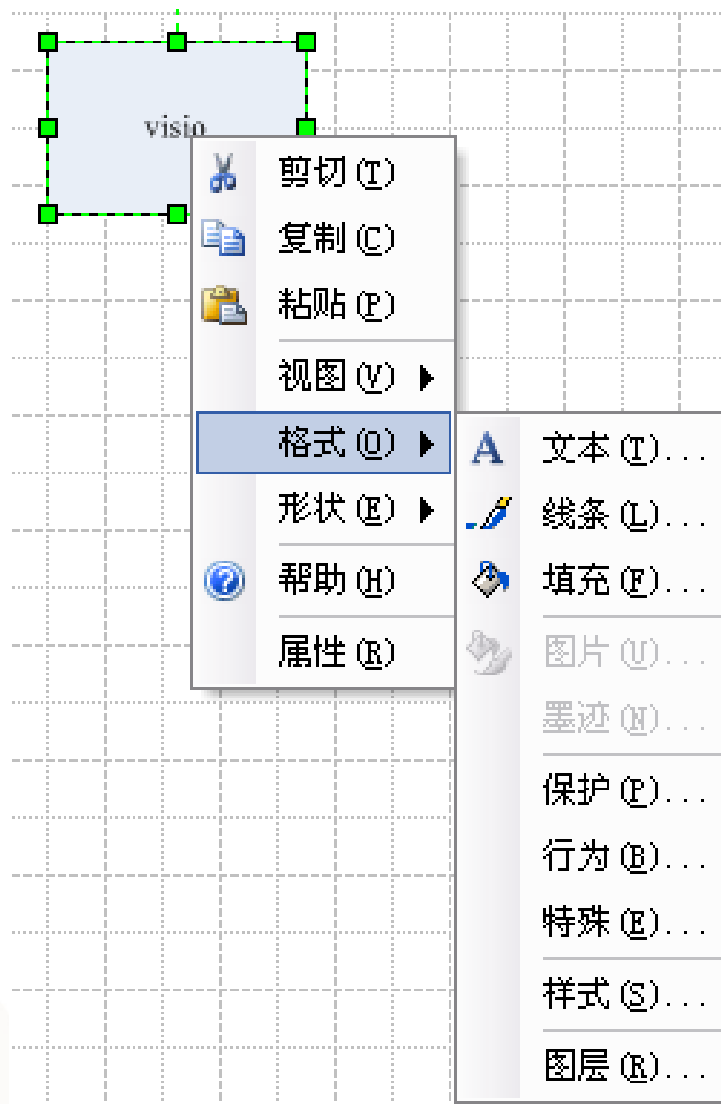 visio
剪切(T)
复制(C)
粘贴(P)
视图(V)
格式(O)
形状(E)
帮助(H)
属性(R)
文本(T)...
线条(L)...
填充(F)...
图片(U)...
墨迹(N)...
保护(P)...
行为(B)...
特殊(E)...
样式(S)...
图层(R)...